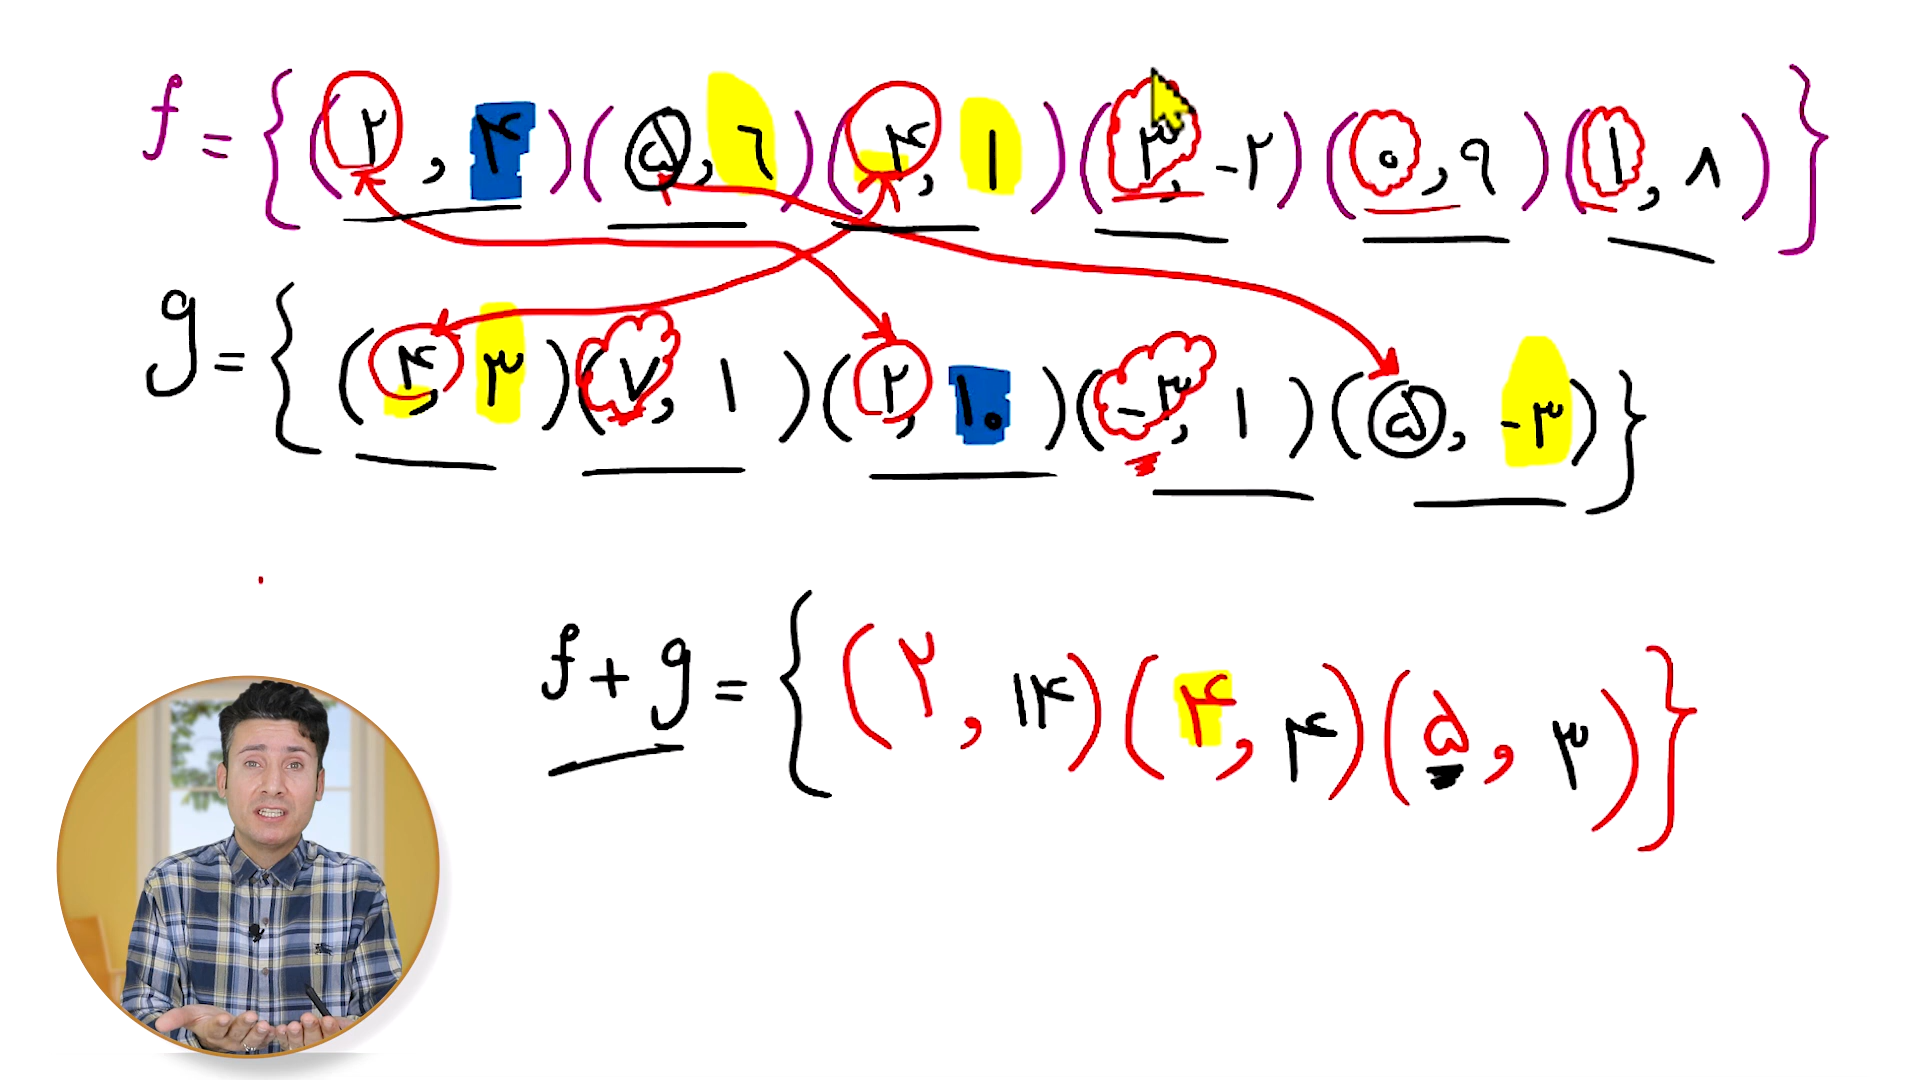 f = { (۲, ۴) (۵, ۶) (۴, ۱) (۳, -۲) (۰, ۹) (۱, ۸) }
g = { (۴, ۳) (۷, ۱) (۲, ۱۰) (-۳, ۱) (۵, -۳) }
f + g = { (۲, ۱۴) (۴, ۴) (۵, ۳) }